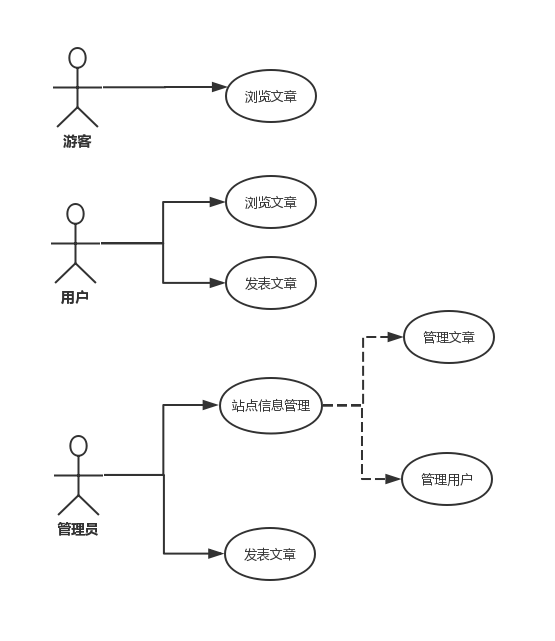 浏览文章
游客
浏览文章
用户
发表文章
管理文章
站点信息管理
管理用户
管理员
发表文章